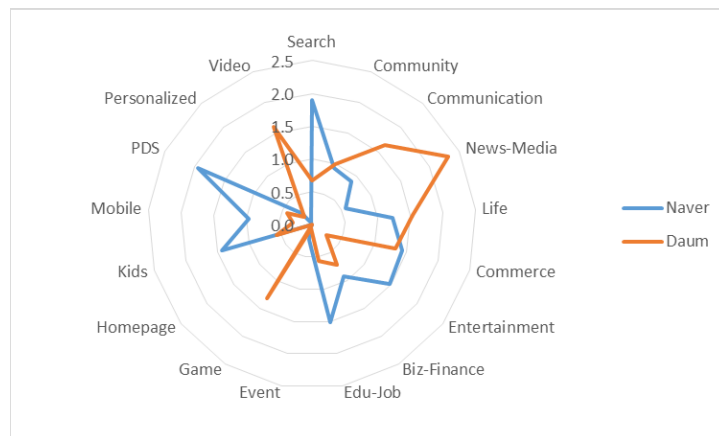 Search
Community
Communication
News-Media
Life
Commerce
Entertainment
Biz-Finance
Edu-Job
Event
Game
Homepage
Kids
Mobile
PDS
Personalized
Video
2.5
2.0
1.5
1.0
0.5
0.0
Naver
Daum